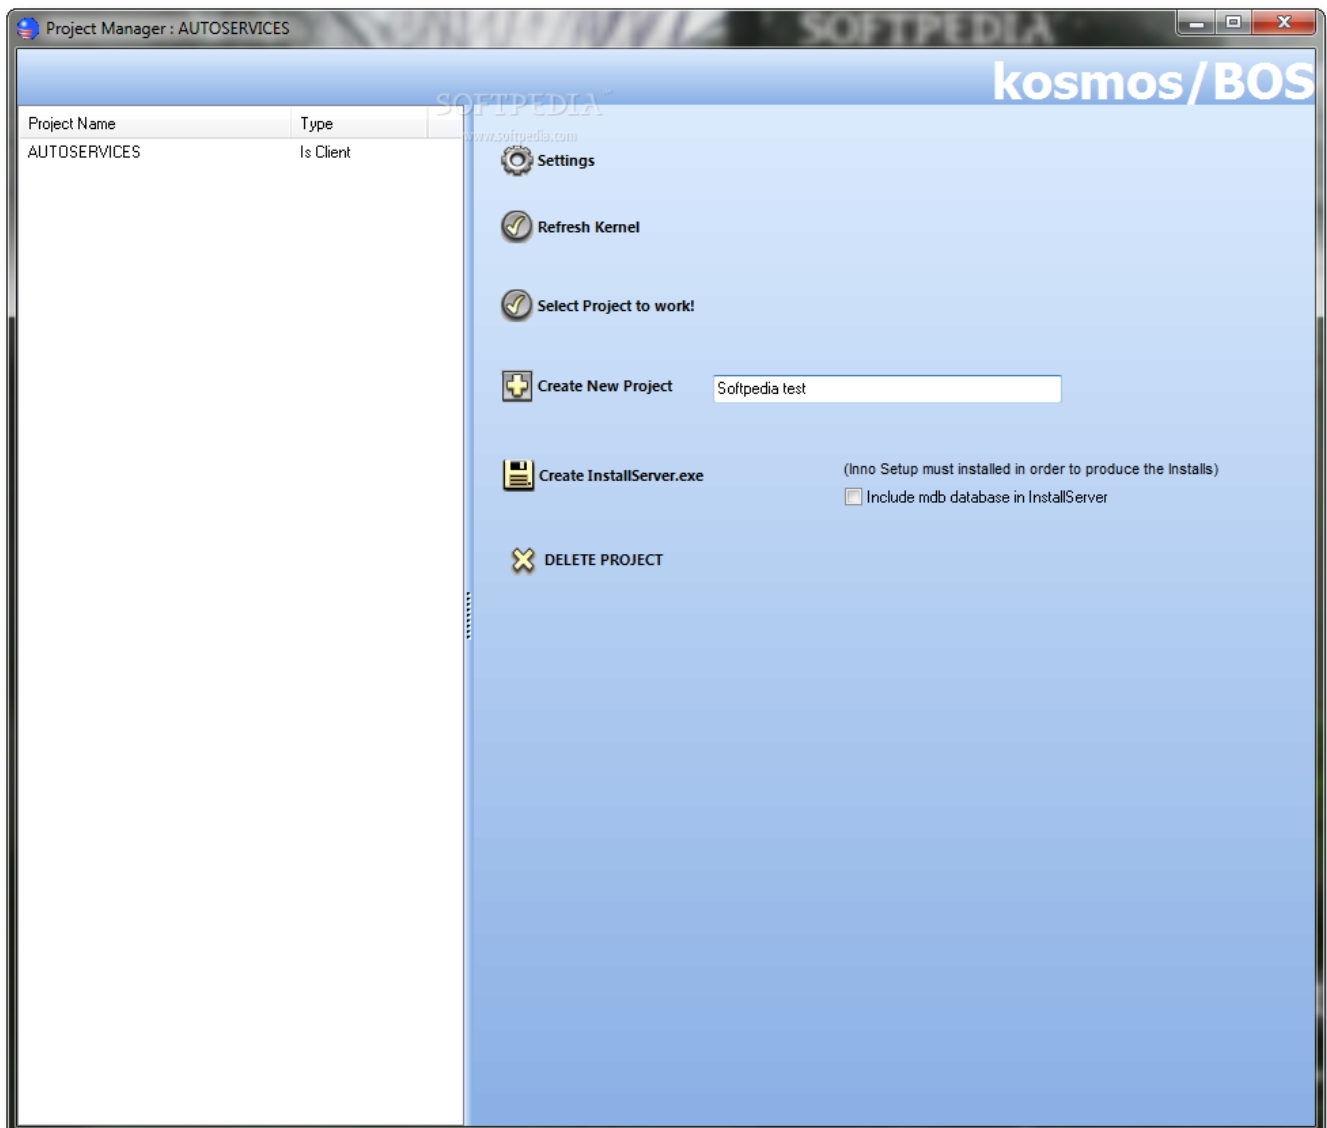 Project Manager : AUTOSERVICES
SOFTPEDIA
kosmos/BOS
SOFTPEDIA
www.softpedia.com
Project Name Type
AUTOSERVICES Is Client
Settings
Refresh Kernel
Select Project to work!
Create New Project Softpedia test
Create InstallServer.exe (Inno Setup must installed in order to produce the Installs)
Include mdb database in InstallServer
DELETE PROJECT